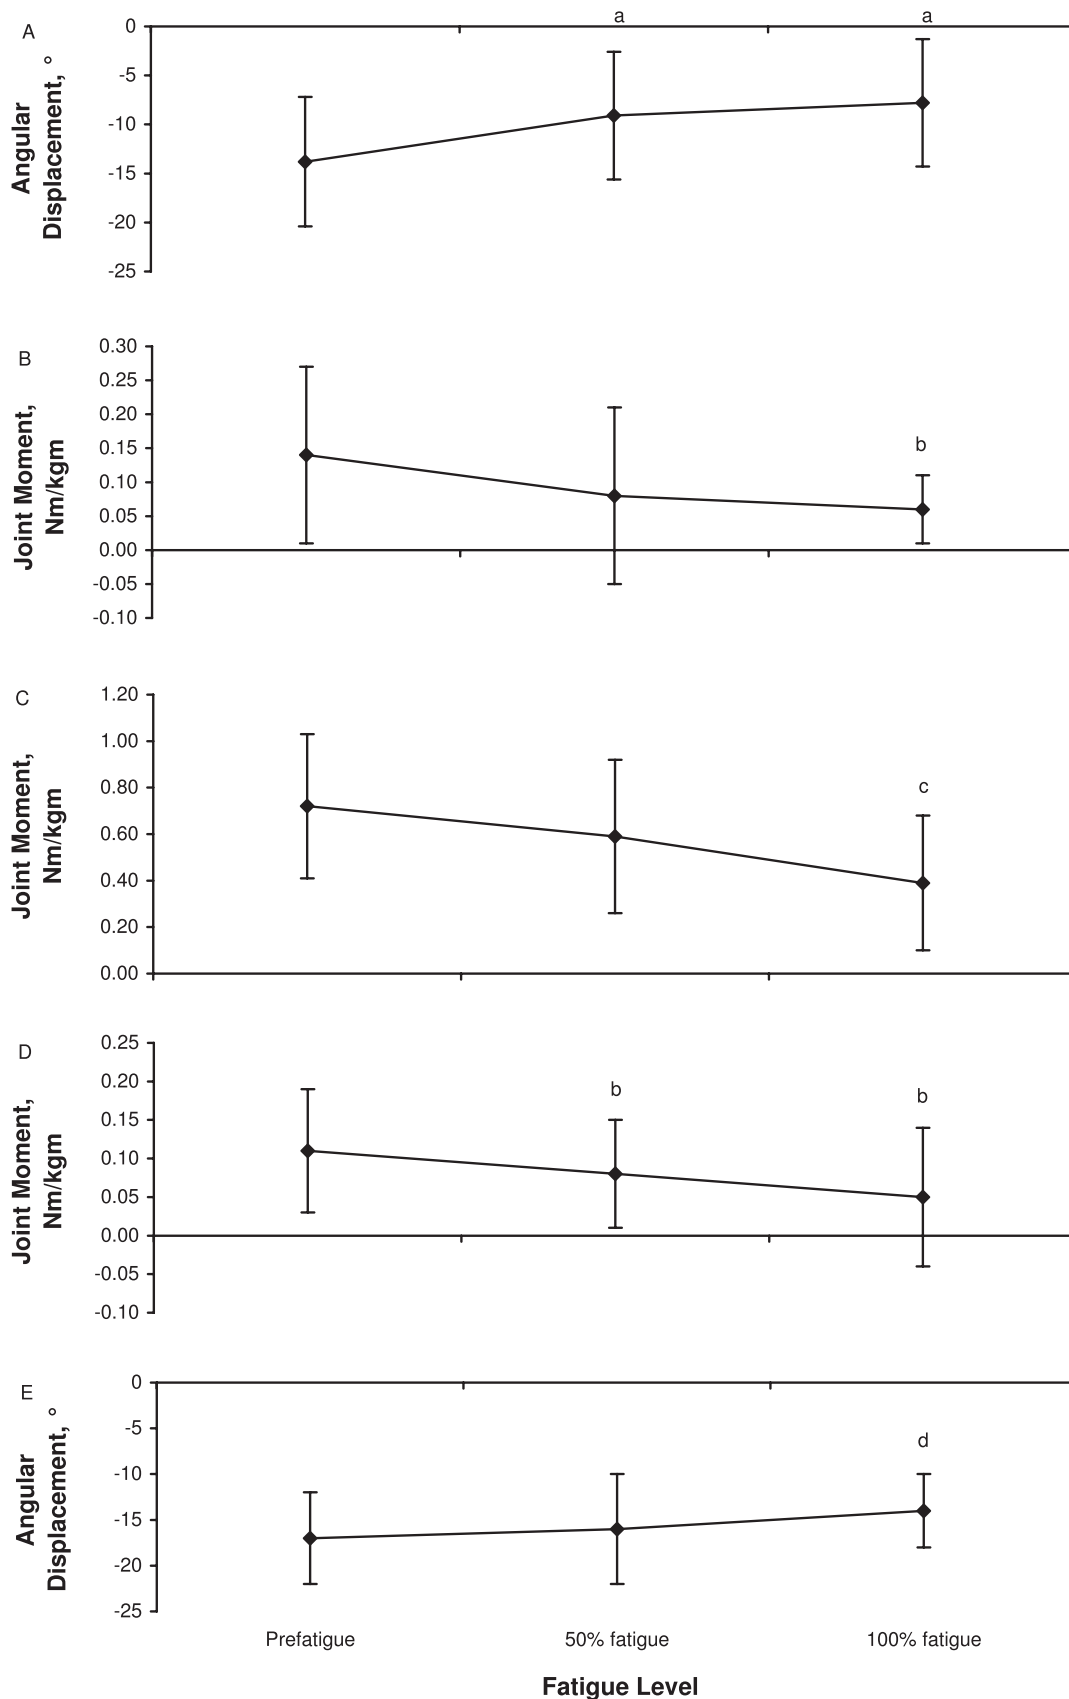 A
Angular
Displacement, °
0
-5
-10
-15
-20
-25
a
a
B
Joint Moment,
Nm/kgm
0.30
0.25
0.20
0.15
0.10
0.05
0.00
-0.05
-0.10
b
C
Joint Moment,
Nm/kgm
1.20
1.00
0.80
0.60
0.40
0.20
0.00
c
D
Joint Moment,
Nm/kgm
0.25
0.20
0.15
0.10
0.05
0.00
-0.05
-0.10
b
b
E
Angular
Displacement, °
0
-5
-10
-15
-20
-25
d
Prefatigue
50% fatigue
100% fatigue
Fatigue Level